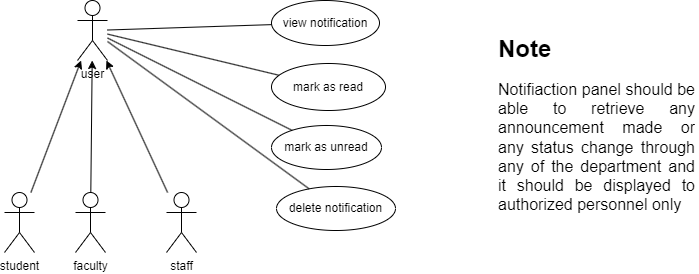 view notification
user
mark as read
mark as unread
delete notification
student
faculty
staff
Note
Notifiaction panel should be
able to retrieve any
announcement made or
any status change through
any of the department and
it should be displayed to
authorized personnel only